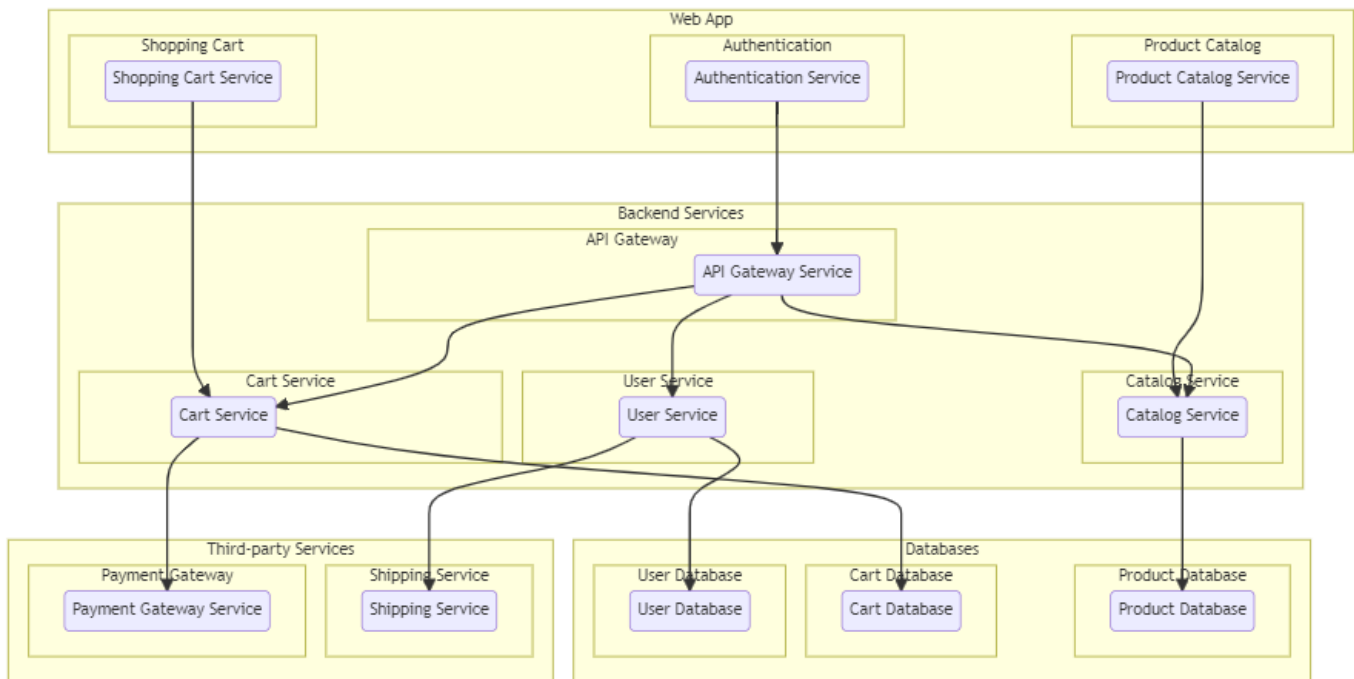 Web App
Shopping Cart
Authentication
Product Catalog
Shopping Cart Service
Authentication Service
Product Catalog Service
Backend Services
API Gateway
API Gateway Service
Cart Service
User Service
Catalog Service
Cart Service
User Service
Catalog Service
Third-party Services
Databases
Payment Gateway
Shipping Service
User Database
Cart Database
Product Database
Payment Gateway Service
Shipping Service
User Database
Cart Database
Product Database